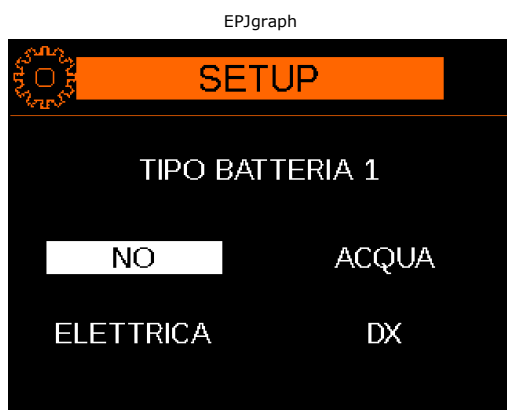 EPJgraph
SETUP
TIPO BATTERIA 1
NO ACQUA
ELETTRICA DX